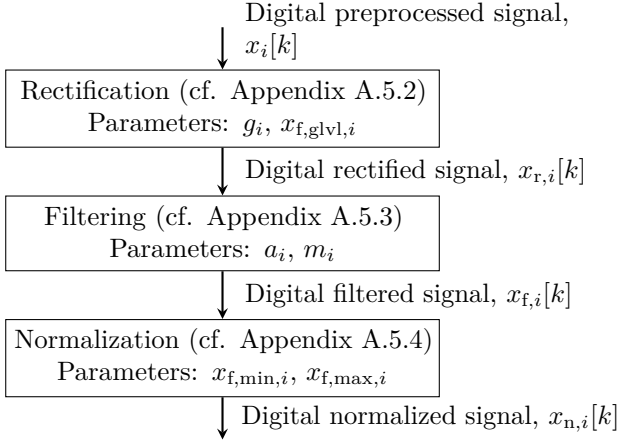 Digital preprocessed signal,
x_i[k]
Rectification (cf. Appendix A.5.2)
Parameters: g_i, x_{f,glvl,i}
Digital rectified signal, x_{r,i}[k]
Filtering (cf. Appendix A.5.3)
Parameters: a_i, m_i
Digital filtered signal, x_{f,i}[k]
Normalization (cf. Appendix A.5.4)
Parameters: x_{f,min,i}, x_{f,max,i}
Digital normalized signal, x_{n,i}[k]